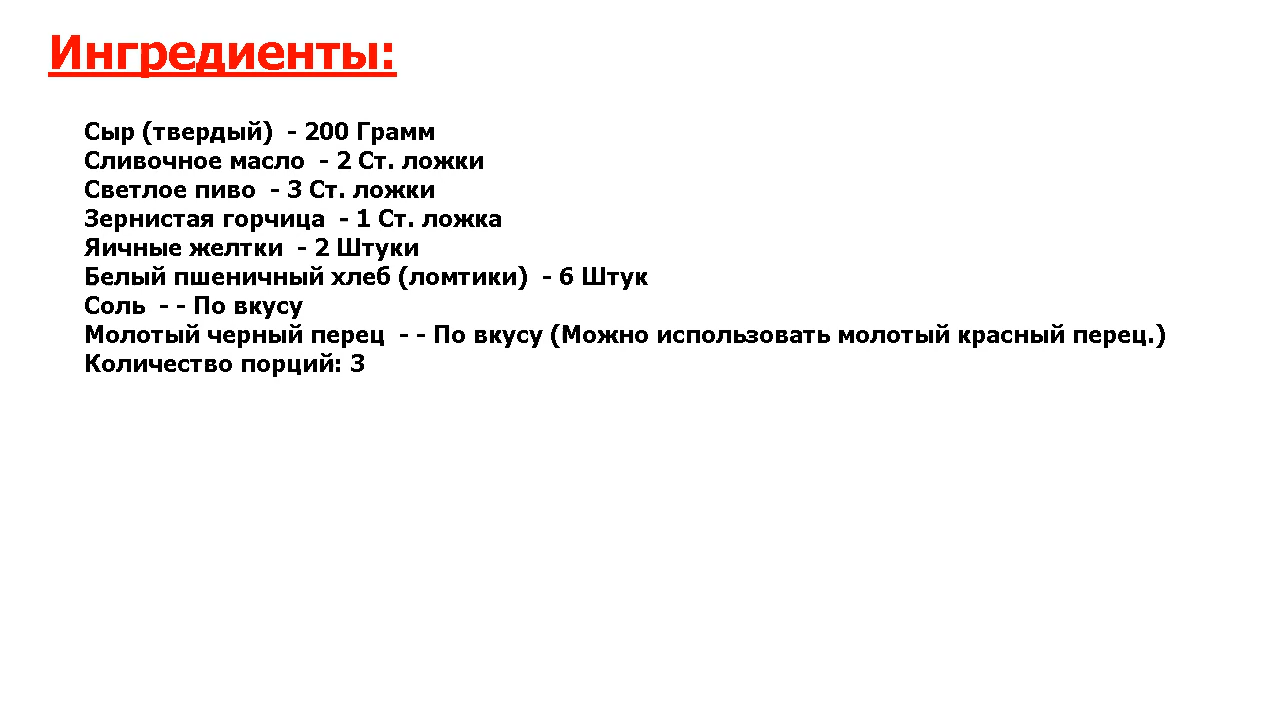 Ингредиенты:
Сыр (твердый)  - 200 Грамм
Сливочное масло  - 2 Ст. ложки
Светлое пиво  - 3 Ст. ложки
Зернистая горчица  - 1 Ст. ложка
Яичные желтки  - 2 Штуки
Белый пшеничный хлеб (ломтики)  - 6 Штук
Соль  - - По вкусу
Молотый черный перец  - - По вкусу (Можно использовать молотый красный перец.)
Количество порций: 3